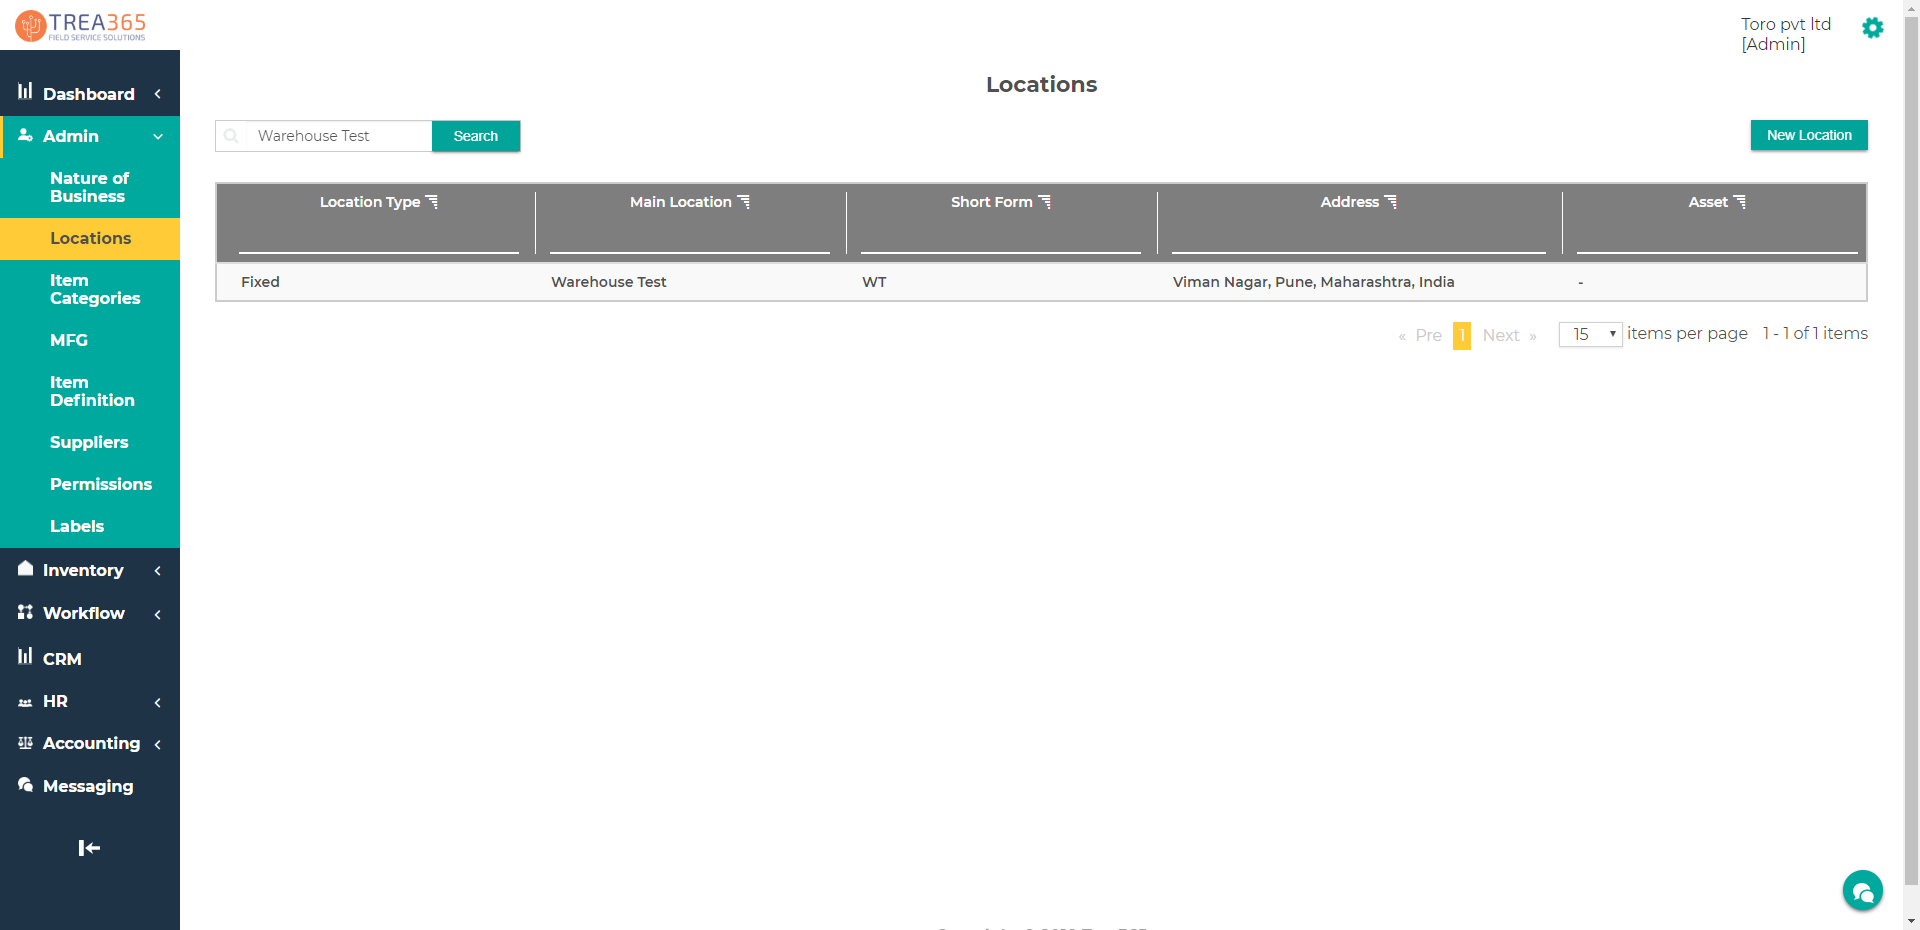 TREA365
FIELD SERVICE SOLUTIONS
Toro pvt ltd
[Admin]
Dashboard
Admin
Nature of
Business
Locations
Item
Categories
MFG
Item
Definition
Suppliers
Permissions
Labels
Inventory
Workflow
CRM
HR
Accounting
Messaging
Locations
Warehouse Test
Search
New Location
Location Type
Main Location
Short Form
Address
Asset
Fixed
Warehouse Test
WT
Viman Nagar, Pune, Maharashtra, India
-
« Pre 1 Next » 15 items per page 1 - 1 of 1 items